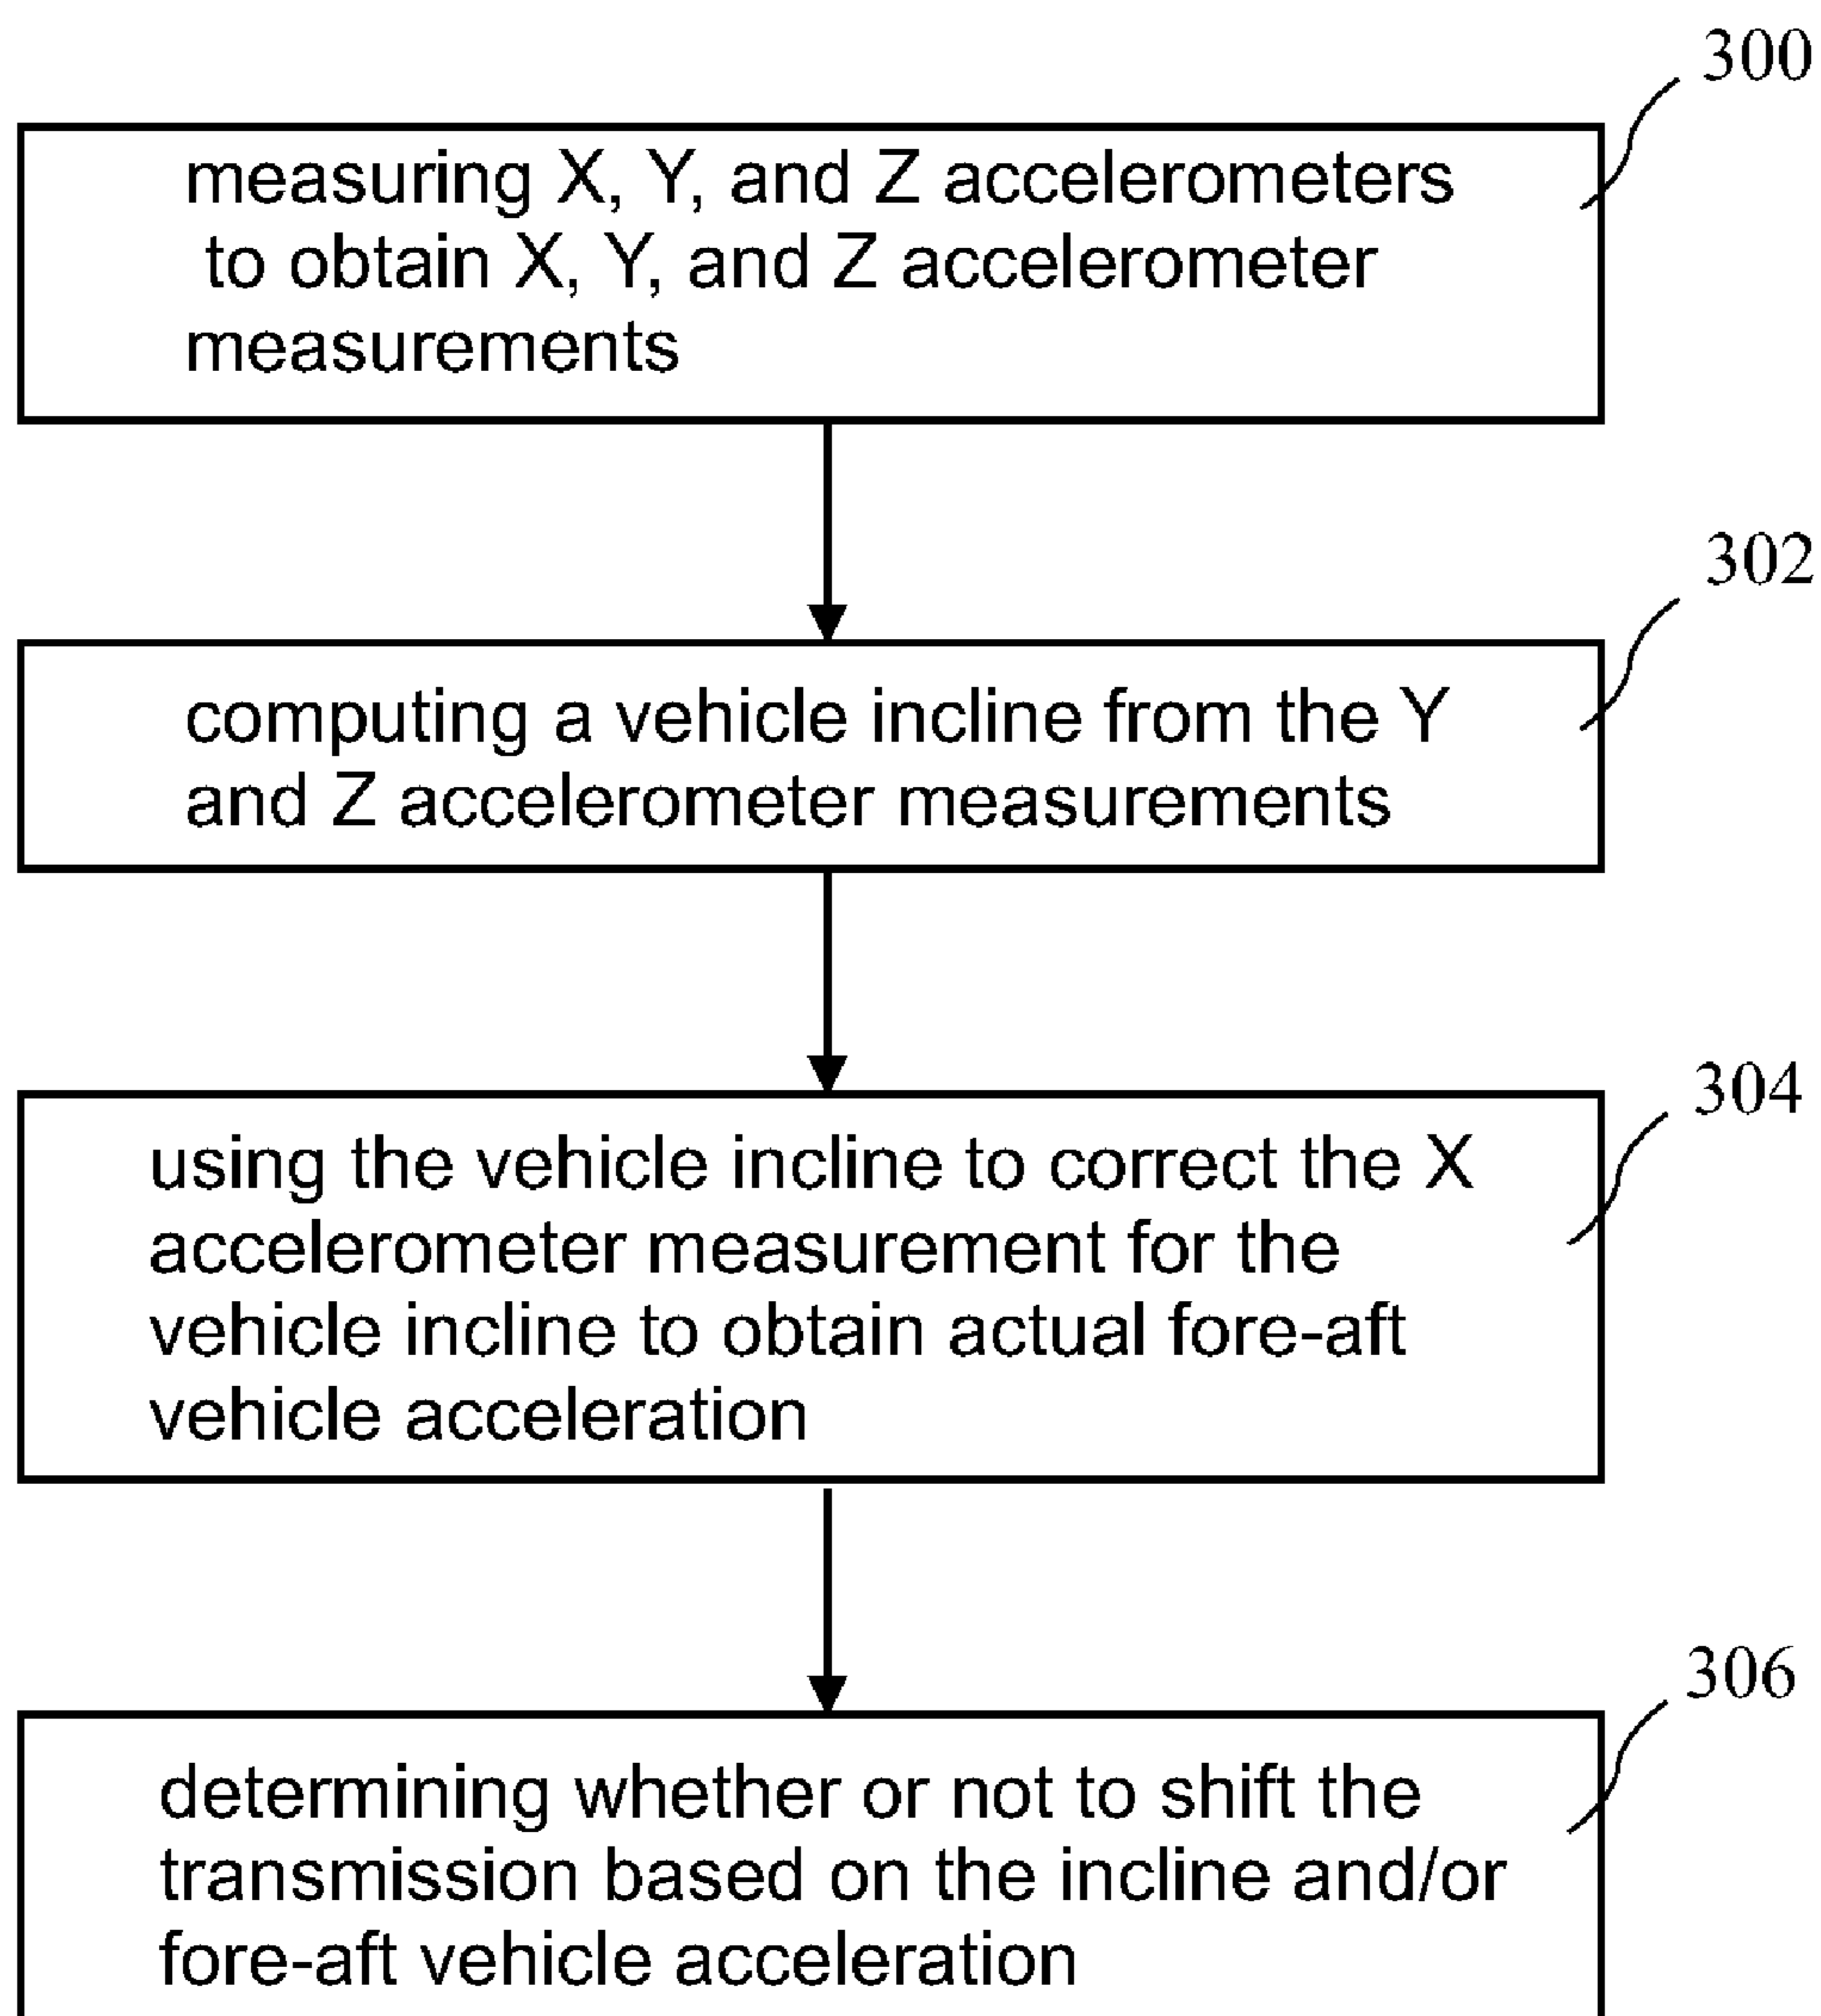 300
measuring X, Y, and Z accelerometers
to obtain X, Y, and Z accelerometer
measurements
302
computing a vehicle incline from the Y
and Z accelerometer measurements
304
using the vehicle incline to correct the X
accelerometer measurement for the
vehicle incline to obtain actual fore-aft
vehicle acceleration
306
determining whether or not to shift the
transmission based on the incline and/or
fore-aft vehicle acceleration